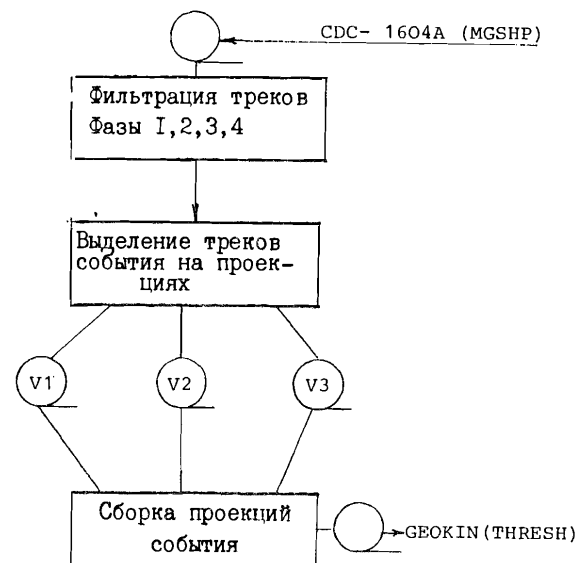 CDC- 1604A (MGSHP)
Фильтрация треков
Фазы I,2,3,4
Выделение треков
события на проек-
циях
V1 V2 V3
Сборка проекций
события
GEOKIN(THRESH)